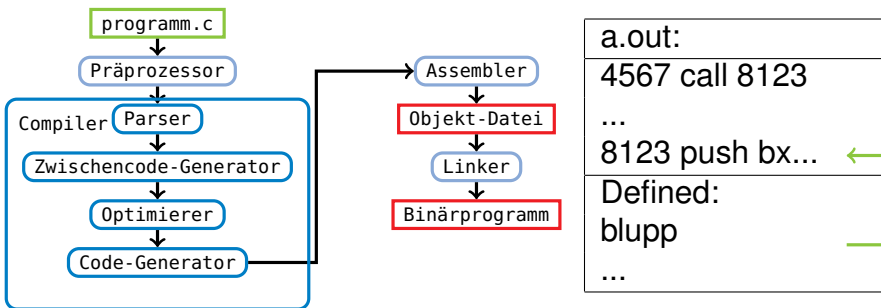 programm.c
Präprozessor
Compiler
Parser
Zwischencode-Generator
Optimierer
Code-Generator
Assembler
Objekt-Datei
Linker
Binärprogramm
a.out:
4567 call 8123
...
8123 push bx...
Defined:
blupp
...